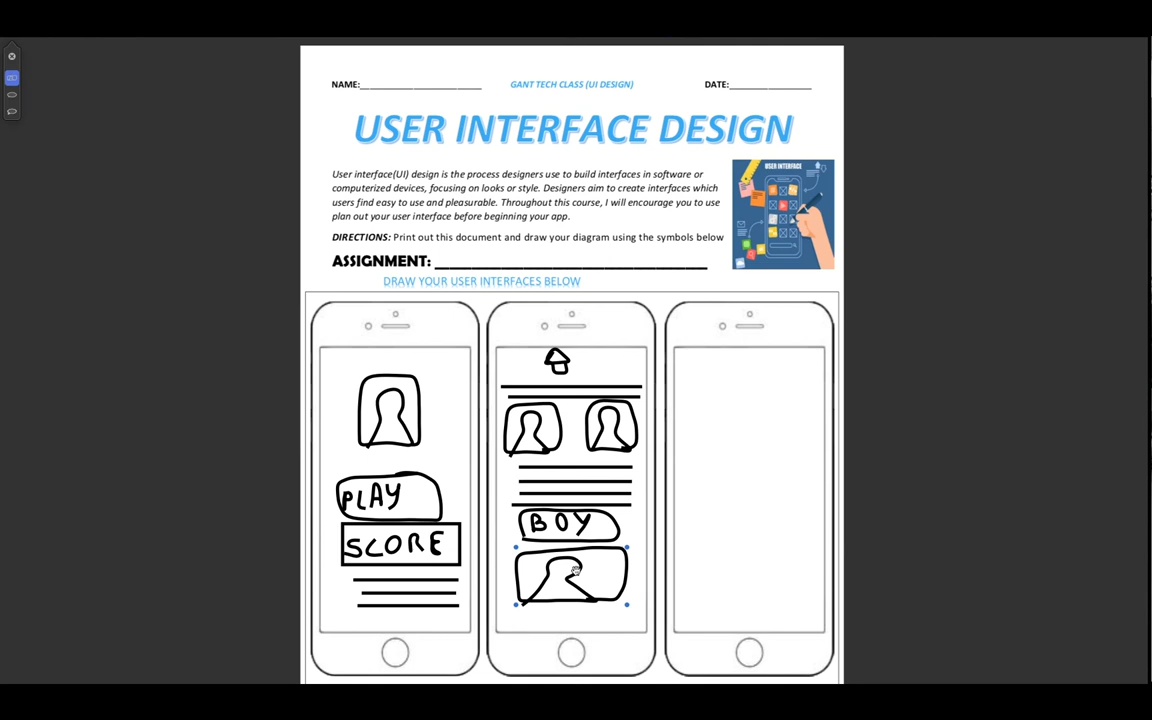 NAME:__________________________ GANT TECH CLASS (UI DESIGN) DATE:__________________
USER INTERFACE DESIGN
User interface(UI) design is the process designers use to build interfaces in software or
computerized devices, focusing on looks or style. Designers aim to create interfaces which
users find easy to use and pleasurable. Throughout this course, I will encourage you to use
plan out your user interface before beginning your app.
USER INTERFACE
DIRECTIONS: Print out this document and draw your diagram using the symbols below
ASSIGNMENT: ________________________________
DRAW YOUR USER INTERFACES BELOW
PLAY
SCORE
BOY